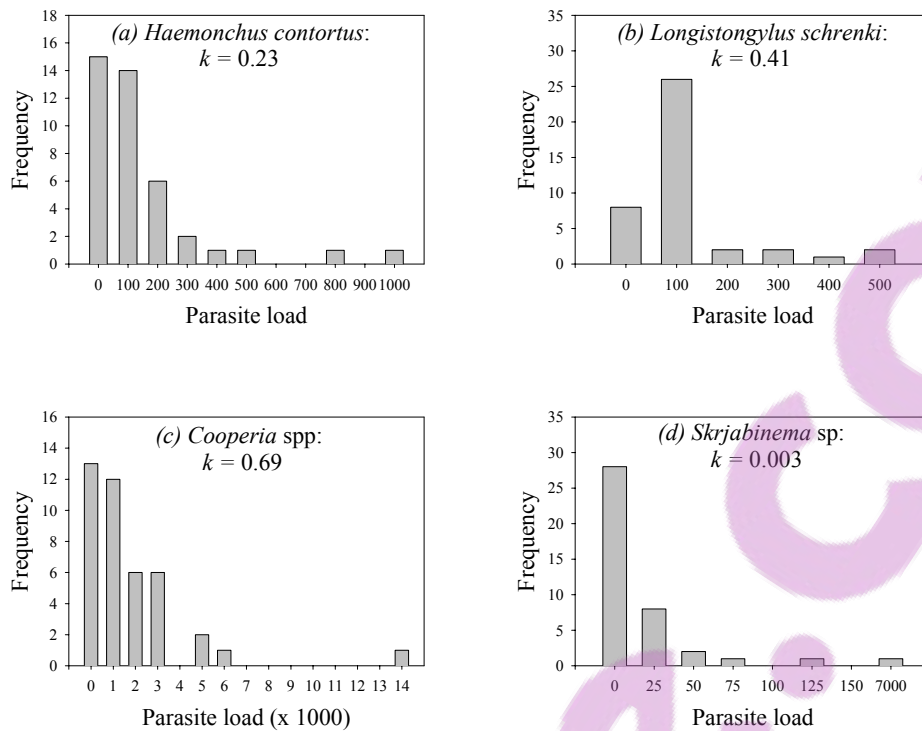 (a) Haemonchus contortus:
k = 0.23
18
16
14
12
10
8
6
4
2
0
Frequency
0 100 200 300 400 500 600 700 800 900 1000
Parasite load
(b) Longistongylus schrenki:
k = 0.41
35
30
25
20
15
10
5
0
Frequency
0 100 200 300 400 500
Parasite load
(c) Cooperia spp:
k = 0.69
16
14
12
10
8
6
4
2
0
Frequency
0 1 2 3 4 5 6 7 8 9 10 11 12 13 14
Parasite load (x 1000)
(d) Skrjabinema sp:
k = 0.003
35
30
25
20
15
10
5
0
Frequency
0 25 50 75 100 125 150 7000
Parasite load